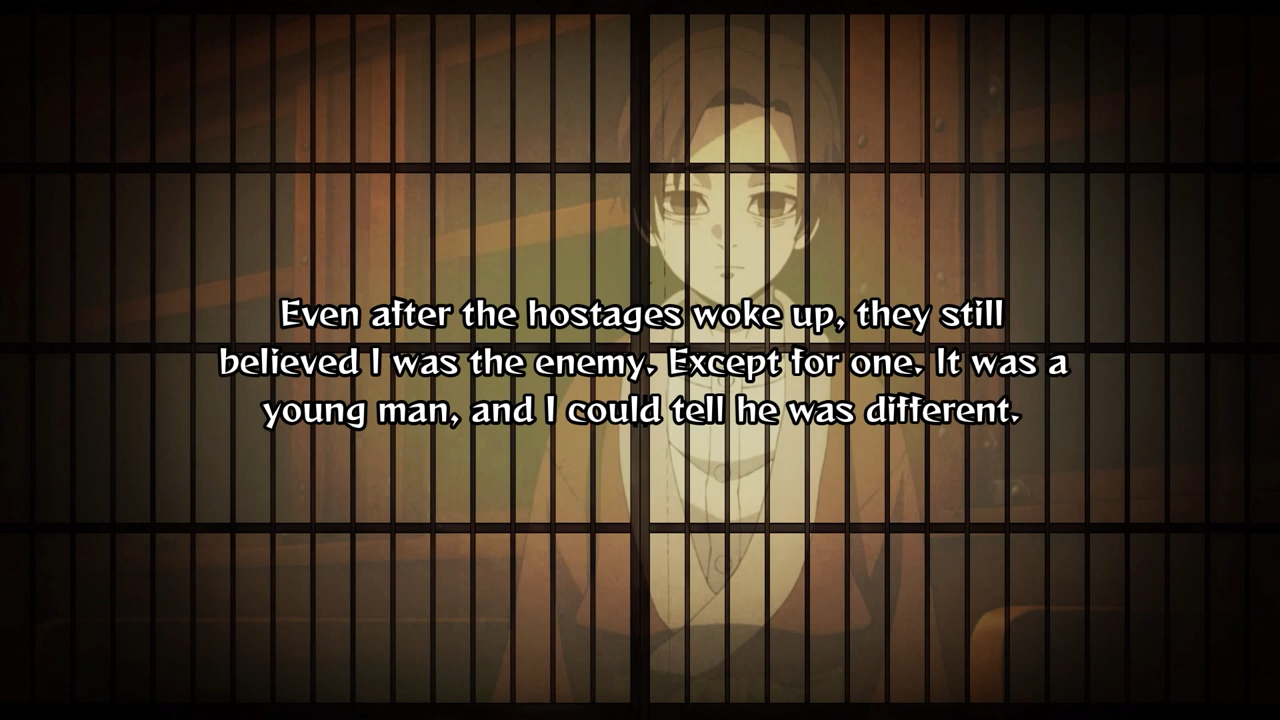 Even after the hostages woke up, they still
believed I was the enemy. Except for one. It was a
young man, and I could tell he was different.